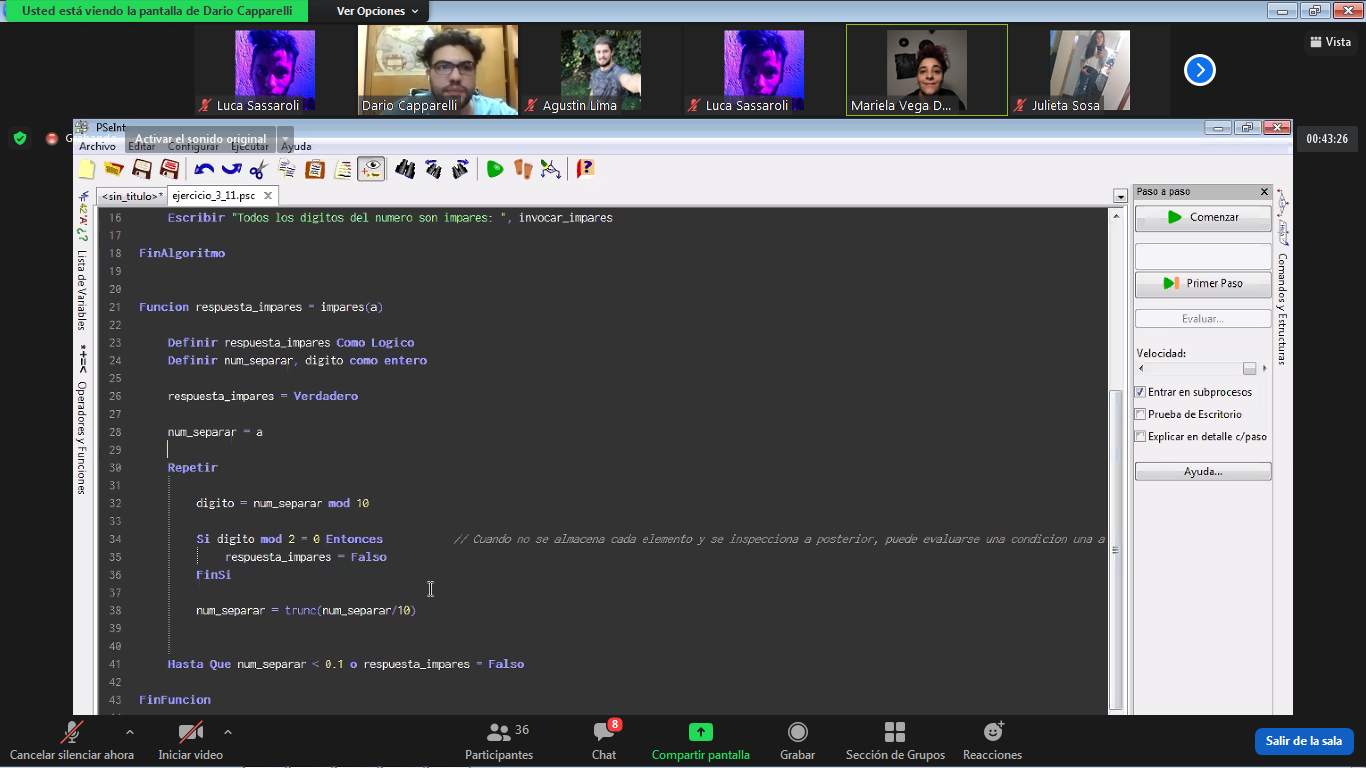 Usted está viendo la pantalla de Dario Capparelli
Ver Opciones
Vista
Luca Sassaroli
Dario Capparelli
Agustin Lima
Luca Sassaroli
Mariela Vega D...
Julieta Sosa
PSeInt
Activar el sonido original
00:43:26
Archivo Editar Configurar Ejecutar Ayuda
<sin_titulo>*
ejercicio_3_11.psc
Lista de Variables
Operadores y Funciones
16 Escribir "Todos los digitos del numero son impares: ", invocar_impares
17
18 FinAlgoritmo
19
20
21 Funcion respuesta_impares = impares(a)
22
23 Definir respuesta_impares Como Logico
24 Definir num_separar, digito como entero
25
26 respuesta_impares = Verdadero
27
28 num_separar = a
29
30 Repetir
31
32 digito = num_separar mod 10
33
34 Si digito mod 2 = 0 Entonces // Cuando no se almacena cada elemento y se inspecciona a posterior, puede evaluarse una condicion una a
35 respuesta_impares = Falso
36 FinSi
37
38 num_separar = trunc(num_separar/10)
39
40
41 Hasta Que num_separar < 0.1 o respuesta_impares = Falso
42
43 FinFuncion
Paso a paso
Comenzar
Primer Paso
Evaluar...
Velocidad:
Entrar en subprocesos
Prueba de Escritorio
Explicar en detalle c/paso
Ayuda...
Comandos y Estructuras
Cancelar silenciar ahora
Iniciar video
36
Participantes
8
Chat
Compartir pantalla
Grabar
Sección de Grupos
Reacciones
Salir de la sala